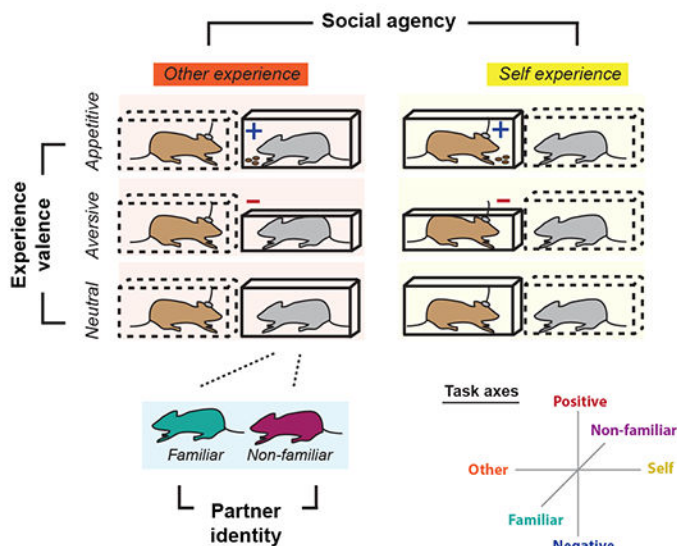 Social agency
Other experience
Self experience
Appetitive
Aversive
Neutral
Experience
valence
+
+
−
−
Familiar
Non-familiar
Partner
identity
Task axes
Positive
Non-familiar
Other
Self
Familiar
Negative